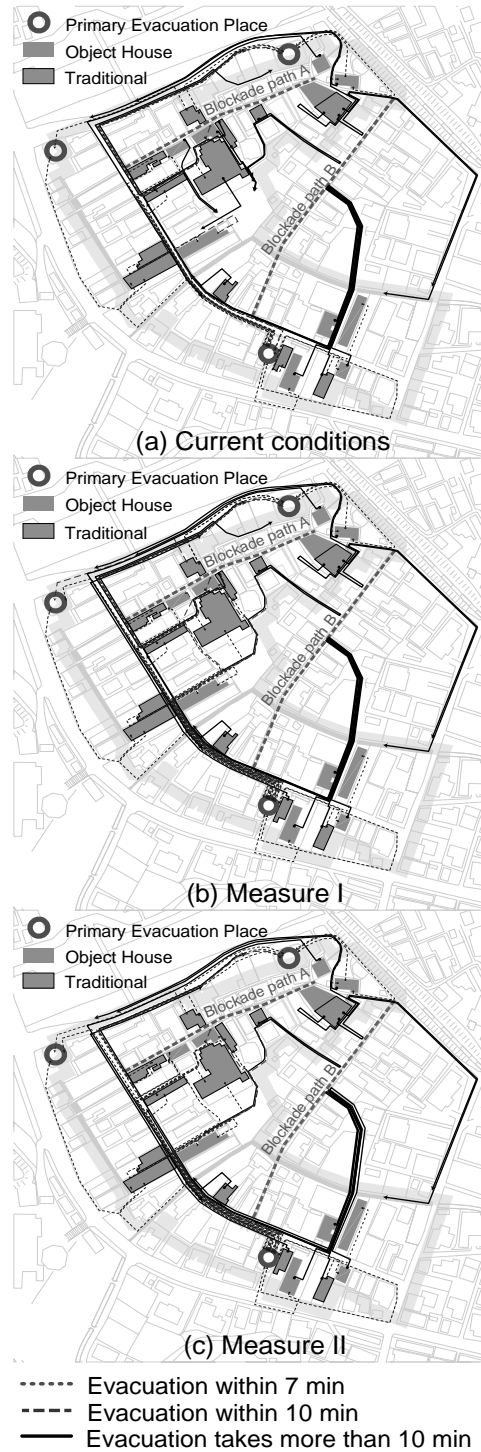 Primary Evacuation Place
Object House
Traditional
Blockade path A
Blockade path B
(a) Current conditions
Primary Evacuation Place
Object House
Traditional
Blockade path A
Blockade path B
(b) Measure I
Primary Evacuation Place
Object House
Traditional
Blockade path A
Blockade path B
(c) Measure II
Evacuation within 7 min
Evacuation within 10 min
Evacuation takes more than 10 min